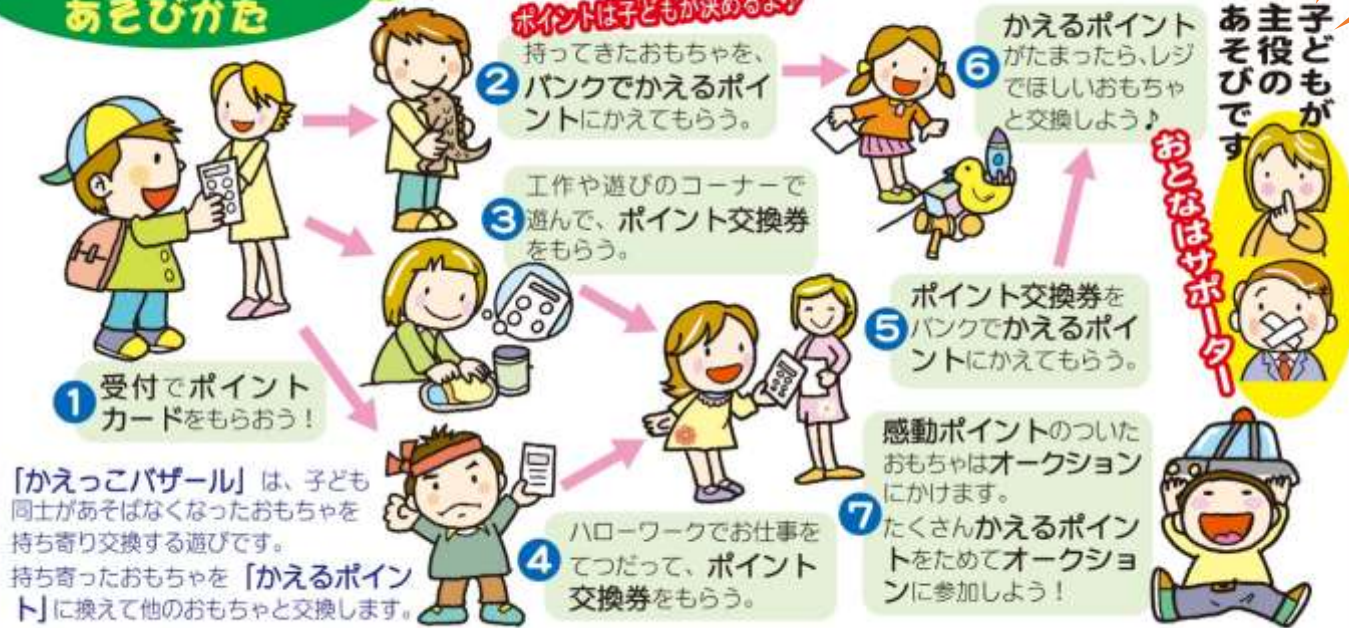 あそびかた
ポイントは子どもが決めるよ♪
① 受付でポイント
カードをもらおう!
② 持ってきたおもちゃを、
バンクでかえるポイ
ントにかえてもらう。
③ 工作や遊びのコーナーで
遊んで、ポイント交換券
をもらう。
④ ハローワークでお仕事を
てつだって、ポイント
交換券をもらう。
⑤ ポイント交換券を
バンクでかえるポイ
ントにかえてもらう。
⑥ かえるポイント
がたまったら、レジ
でほしいおもちゃ
と交換しよう♪
⑦ 感動ポイントのついた
おもちゃはオークション
にかけます。
たくさんかえるポイン
トをためてオークショ
ンに参加しよう!
子どもが
主役の
あそびです
おとなはサポーター
「かえっこバザール」は、子ども
同士があそばなくなったおもちゃを
持ち寄り交換する遊びです。
持ち寄ったおもちゃを「かえるポイン
ト」に換えて他のおもちゃと交換します。